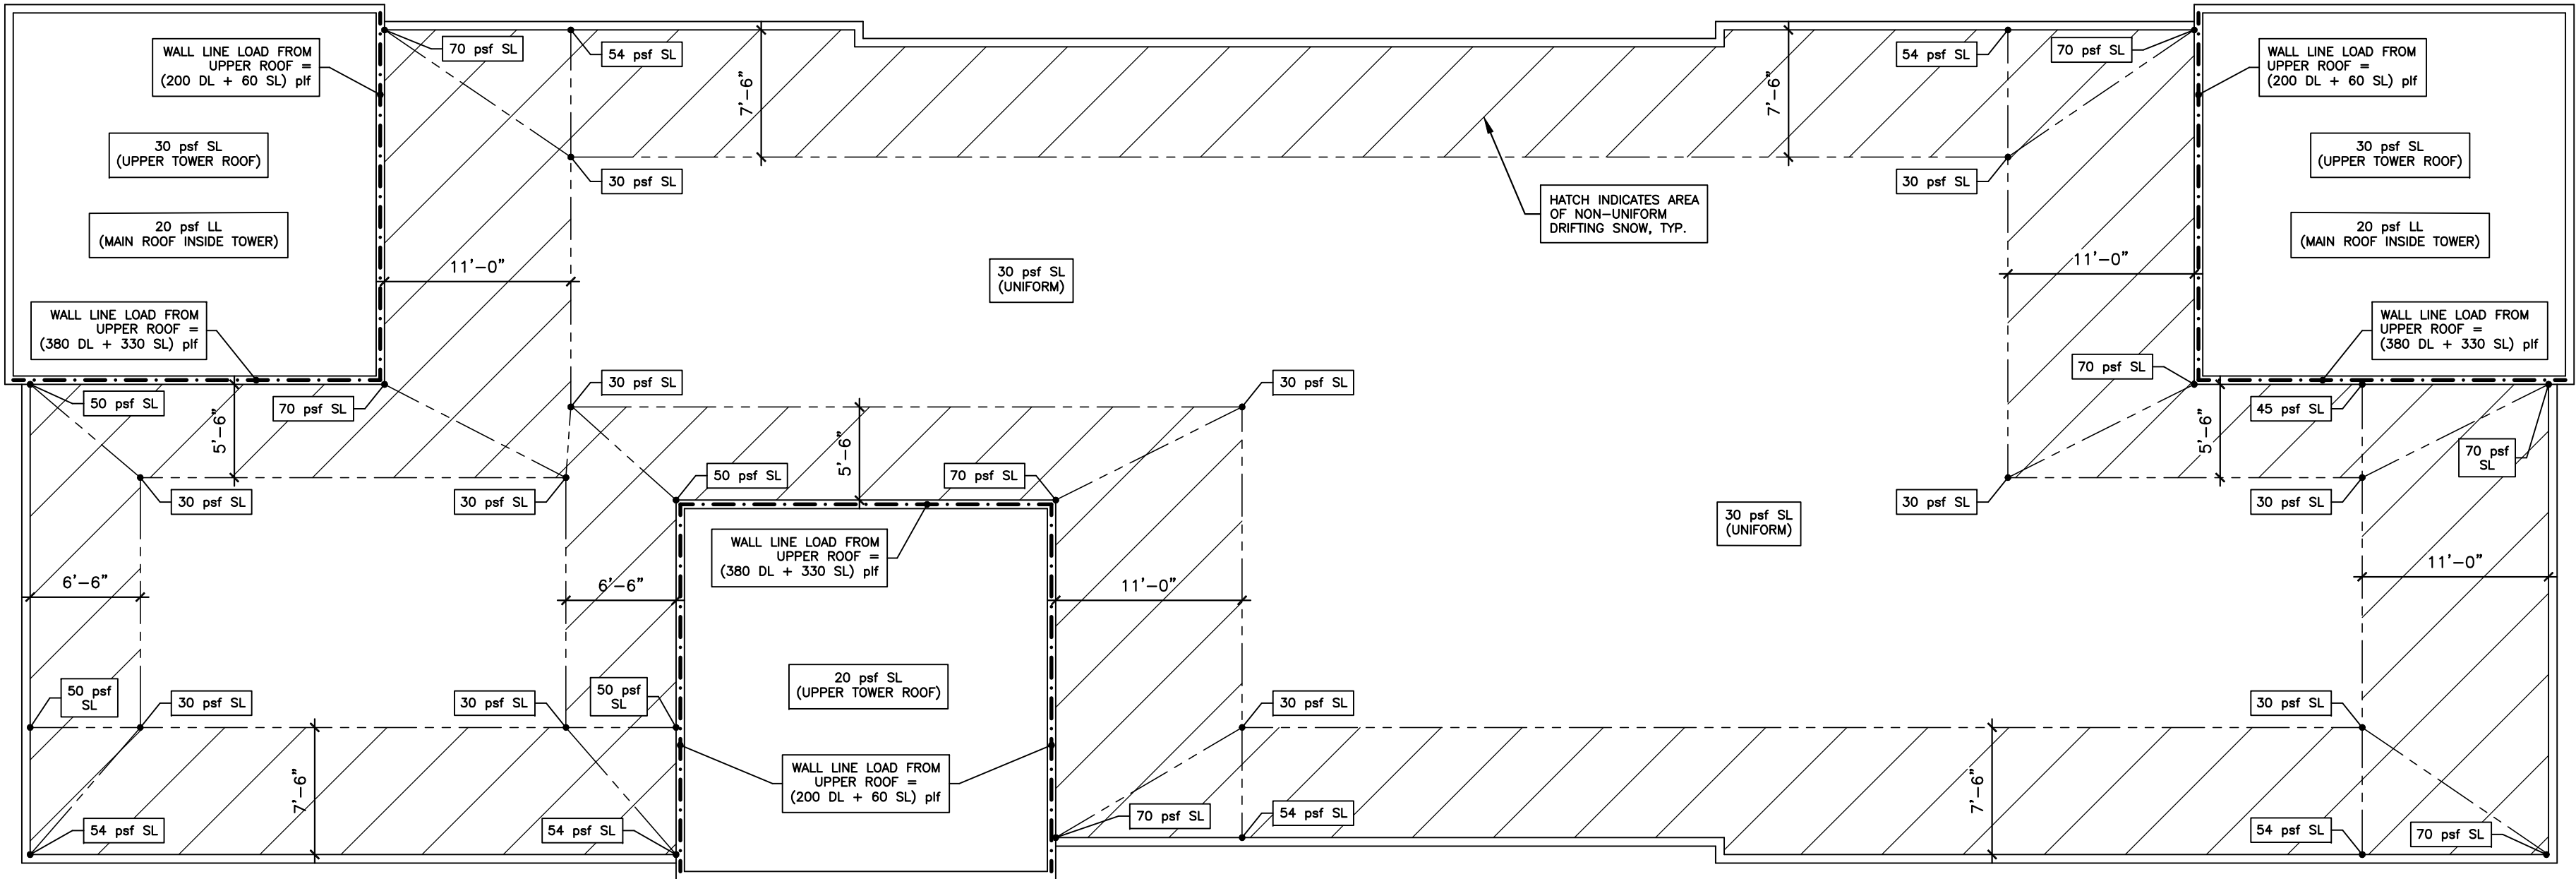 70 psf SL
54 psf SL
7'-6"
7'-6"
54 psf SL
70 psf SL
WALL LINE LOAD FROM
UPPER ROOF =
(200 DL + 60 SL) plf
WALL LINE LOAD FROM
UPPER ROOF =
(200 DL + 60 SL) plf
30 psf SL
(UPPER TOWER ROOF)
30 psf SL
(UPPER TOWER ROOF)
30 psf SL
30 psf SL
HATCH INDICATES AREA
OF NON-UNIFORM
DRIFTING SNOW, TYP.
20 psf LL
(MAIN ROOF INSIDE TOWER)
20 psf LL
(MAIN ROOF INSIDE TOWER)
11'-0"
30 psf SL
(UNIFORM)
11'-0"
WALL LINE LOAD FROM
UPPER ROOF =
(380 DL + 330 SL) plf
WALL LINE LOAD FROM
UPPER ROOF =
(380 DL + 330 SL) plf
30 psf SL
30 psf SL
70 psf SL
50 psf SL
70 psf SL
45 psf SL
5'-6"
5'-6"
5'-6"
70 psf
SL
50 psf SL
70 psf SL
30 psf SL
30 psf SL
30 psf SL
30 psf SL
30 psf SL
(UNIFORM)
WALL LINE LOAD FROM
UPPER ROOF =
(380 DL + 330 SL) plf
6'-6"
6'-6"
11'-0"
11'-0"
20 psf SL
(UPPER TOWER ROOF)
50 psf
SL
30 psf SL
30 psf SL
50 psf
SL
30 psf SL
30 psf SL
WALL LINE LOAD FROM
UPPER ROOF =
(200 DL + 60 SL) plf
7'-6"
7'-6"
54 psf SL
54 psf SL
70 psf SL
54 psf SL
54 psf SL
70 psf SL